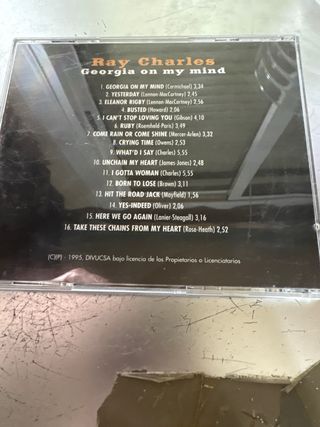 Ray Charles
Georgia on my mind
1. GEORGIA ON MY MIND (Carmichael) 3,34
2. YESTERDAY (Lennon-MacCartney) 2,45
3. ELEANOR RIGBY (Lennon-MacCartney) 2,56
4. BUSTED (Howard) 2,06
5. I CAN'T STOP LOVING YOU (Gibson) 4,10
6. RUBY (Rosenheld-Paris) 3,49
7. COME RAIN OR COME SHINE (Mercer-Arlen) 3,32
8. CRYING TIME (Owens) 2,53
9. WHAT'D I SAY (Charles) 5,55
10. UNCHAIN MY HEART (James-Jones) 2,48
11. I GOTTA WOMAN (Charles) 5,55
12. BORN TO LOSE (Brown) 3,11
13. HIT THE ROAD JACK (Mayfield) 1,56
14. YES-INDEED (Oliver) 2,06
15. HERE WE GO AGAIN (Lanier-Steagall) 3,16
16. TAKE THESE CHAINS FROM MY HEART (Rose-Heath) 2,52
(C)(P) - 1995, DIVUCSA bajo licencia de los Propietarios o Licenciatarios